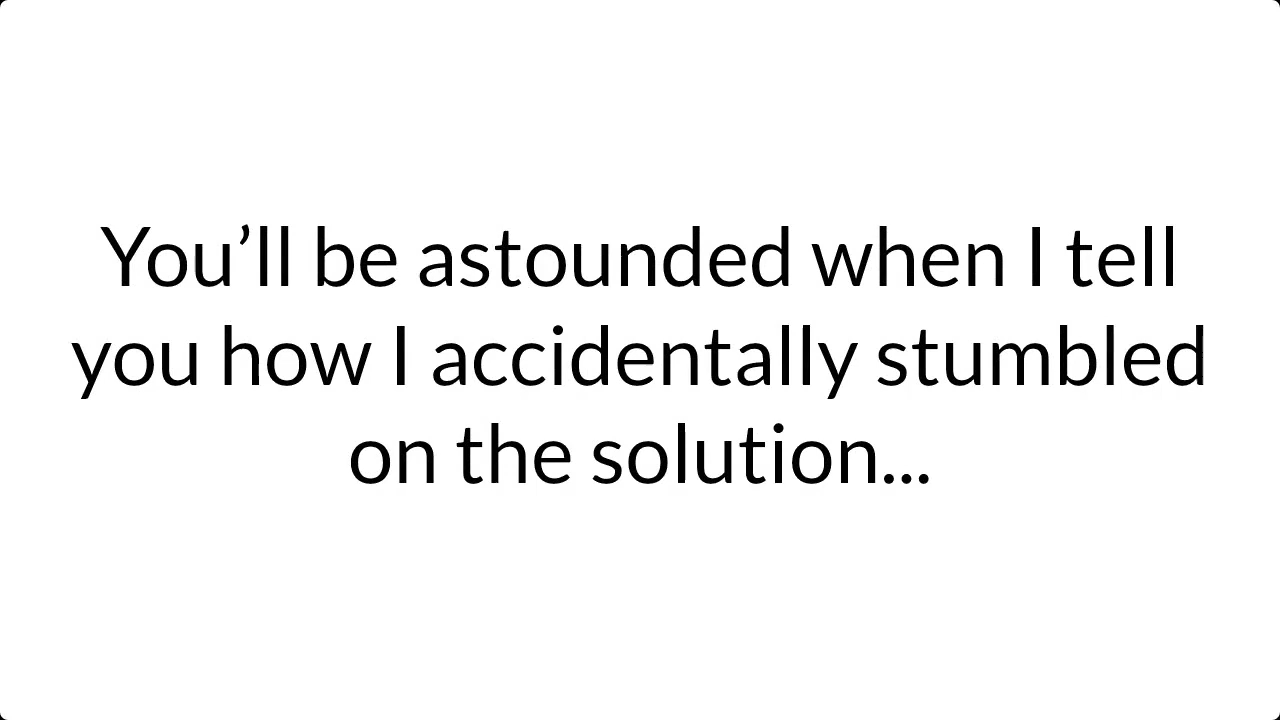 You’ll be astounded when I tell
you how I accidentally stumbled
on the solution...